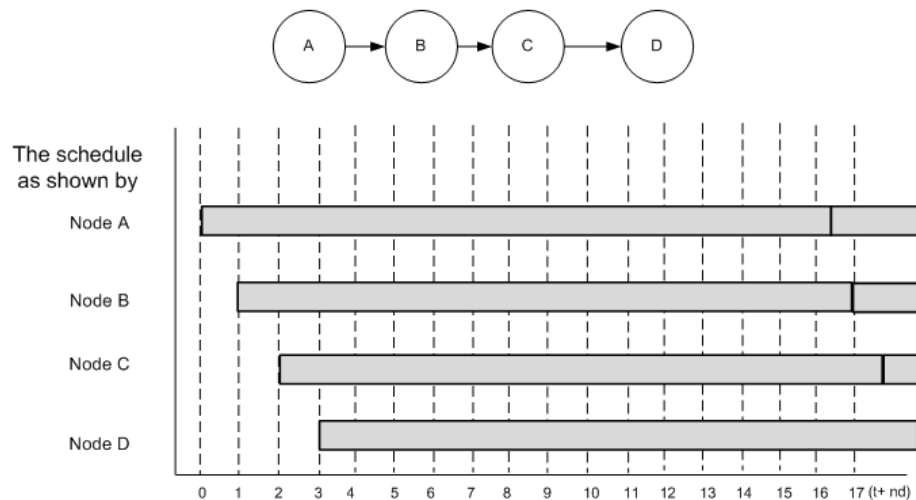 A B C D
The schedule
as shown by
Node A
Node B
Node C
Node D
0 1 2 3 4 5 6 7 8 9 10 11 12 13 14 15 16 17 (t+ nd)